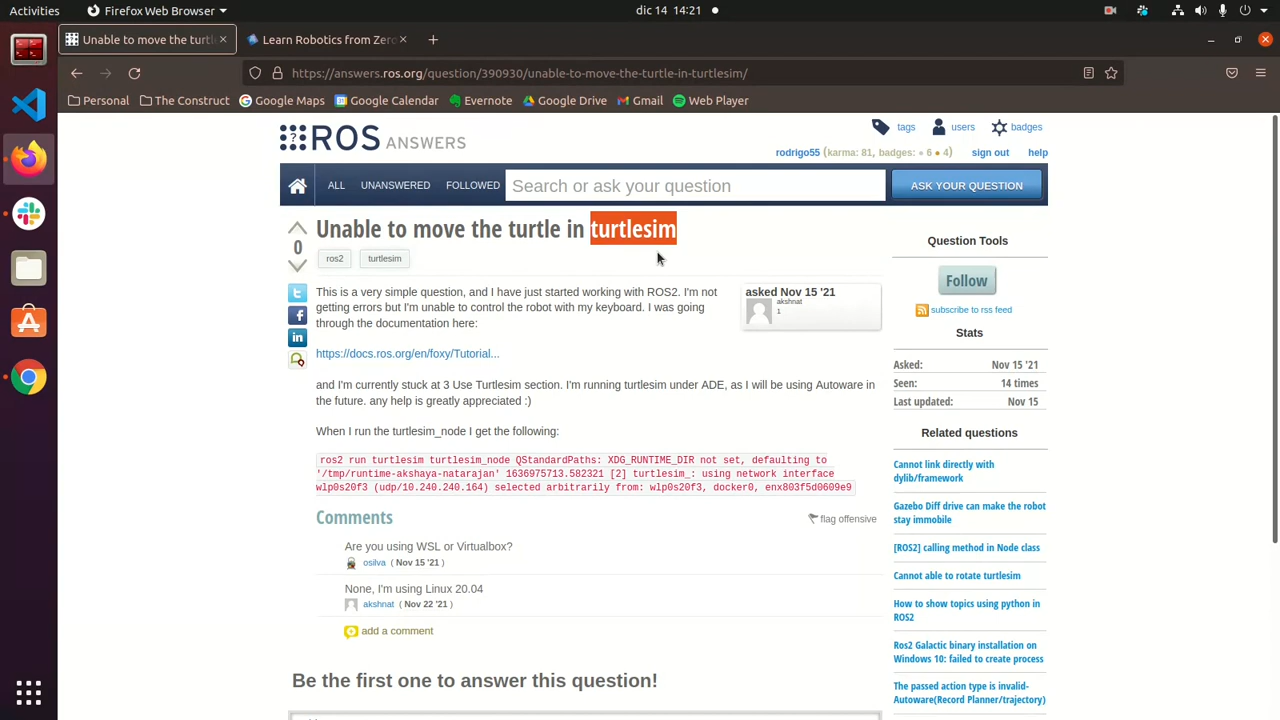 Activities
Firefox Web Browser
dic 14 14:21
Unable to move the turtl
Learn Robotics from Zero
https://answers.ros.org/question/390930/unable-to-move-the-turtle-in-turtlesim/
Personal
The Construct
Google Maps
Google Calendar
Evernote
Google Drive
Gmail
Web Player
ROS ANSWERS
tags
users
badges
rodrigo55 (karma: 81, badges: ● 6 ● 4)
sign out
help
ALL
UNANSWERED
FOLLOWED
Search or ask your question
ASK YOUR QUESTION
0
Unable to move the turtle in turtlesim
ros2
turtlesim
This is a very simple question, and I have just started working with ROS2. I'm not
getting errors but I'm unable to control the robot with my keyboard. I was going
through the documentation here:
asked Nov 15 '21
akshnat
1
https://docs.ros.org/en/foxy/Tutorial...
and I'm currently stuck at 3 Use Turtlesim section. I'm running turtlesim under ADE, as I will be using Autoware in
the future. any help is greatly appreciated :)
When I run the turtlesim_node I get the following:
ros2 run turtlesim turtlesim_node QStandardPaths: XDG_RUNTIME_DIR not set, defaulting to
'/tmp/runtime-akshaya-natarajan' 1636975713.582321 [2] turtlesim_: using network interface
wlp0s20f3 (udp/10.240.240.164) selected arbitrarily from: wlp0s20f3, docker0, enx803f5d0609e9
Comments
flag offensive
Are you using WSL or Virtualbox?
osilva ( Nov 15 '21 )
None, I'm using Linux 20.04
akshnat ( Nov 22 '21 )
add a comment
Be the first one to answer this question!
Question Tools
Follow
subscribe to rss feed
Stats
Asked: Nov 15 '21
Seen: 14 times
Last updated: Nov 15
Related questions
Cannot link directly with
dylib/framework
Gazebo Diff drive can make the robot
stay immobile
[ROS2] calling method in Node class
Cannot able to rotate turtlesim
How to show topics using python in
ROS2
Ros2 Galactic binary installation on
Windows 10: failed to create process
The passed action type is invalid-
Autoware(Record Planner/trajectory)